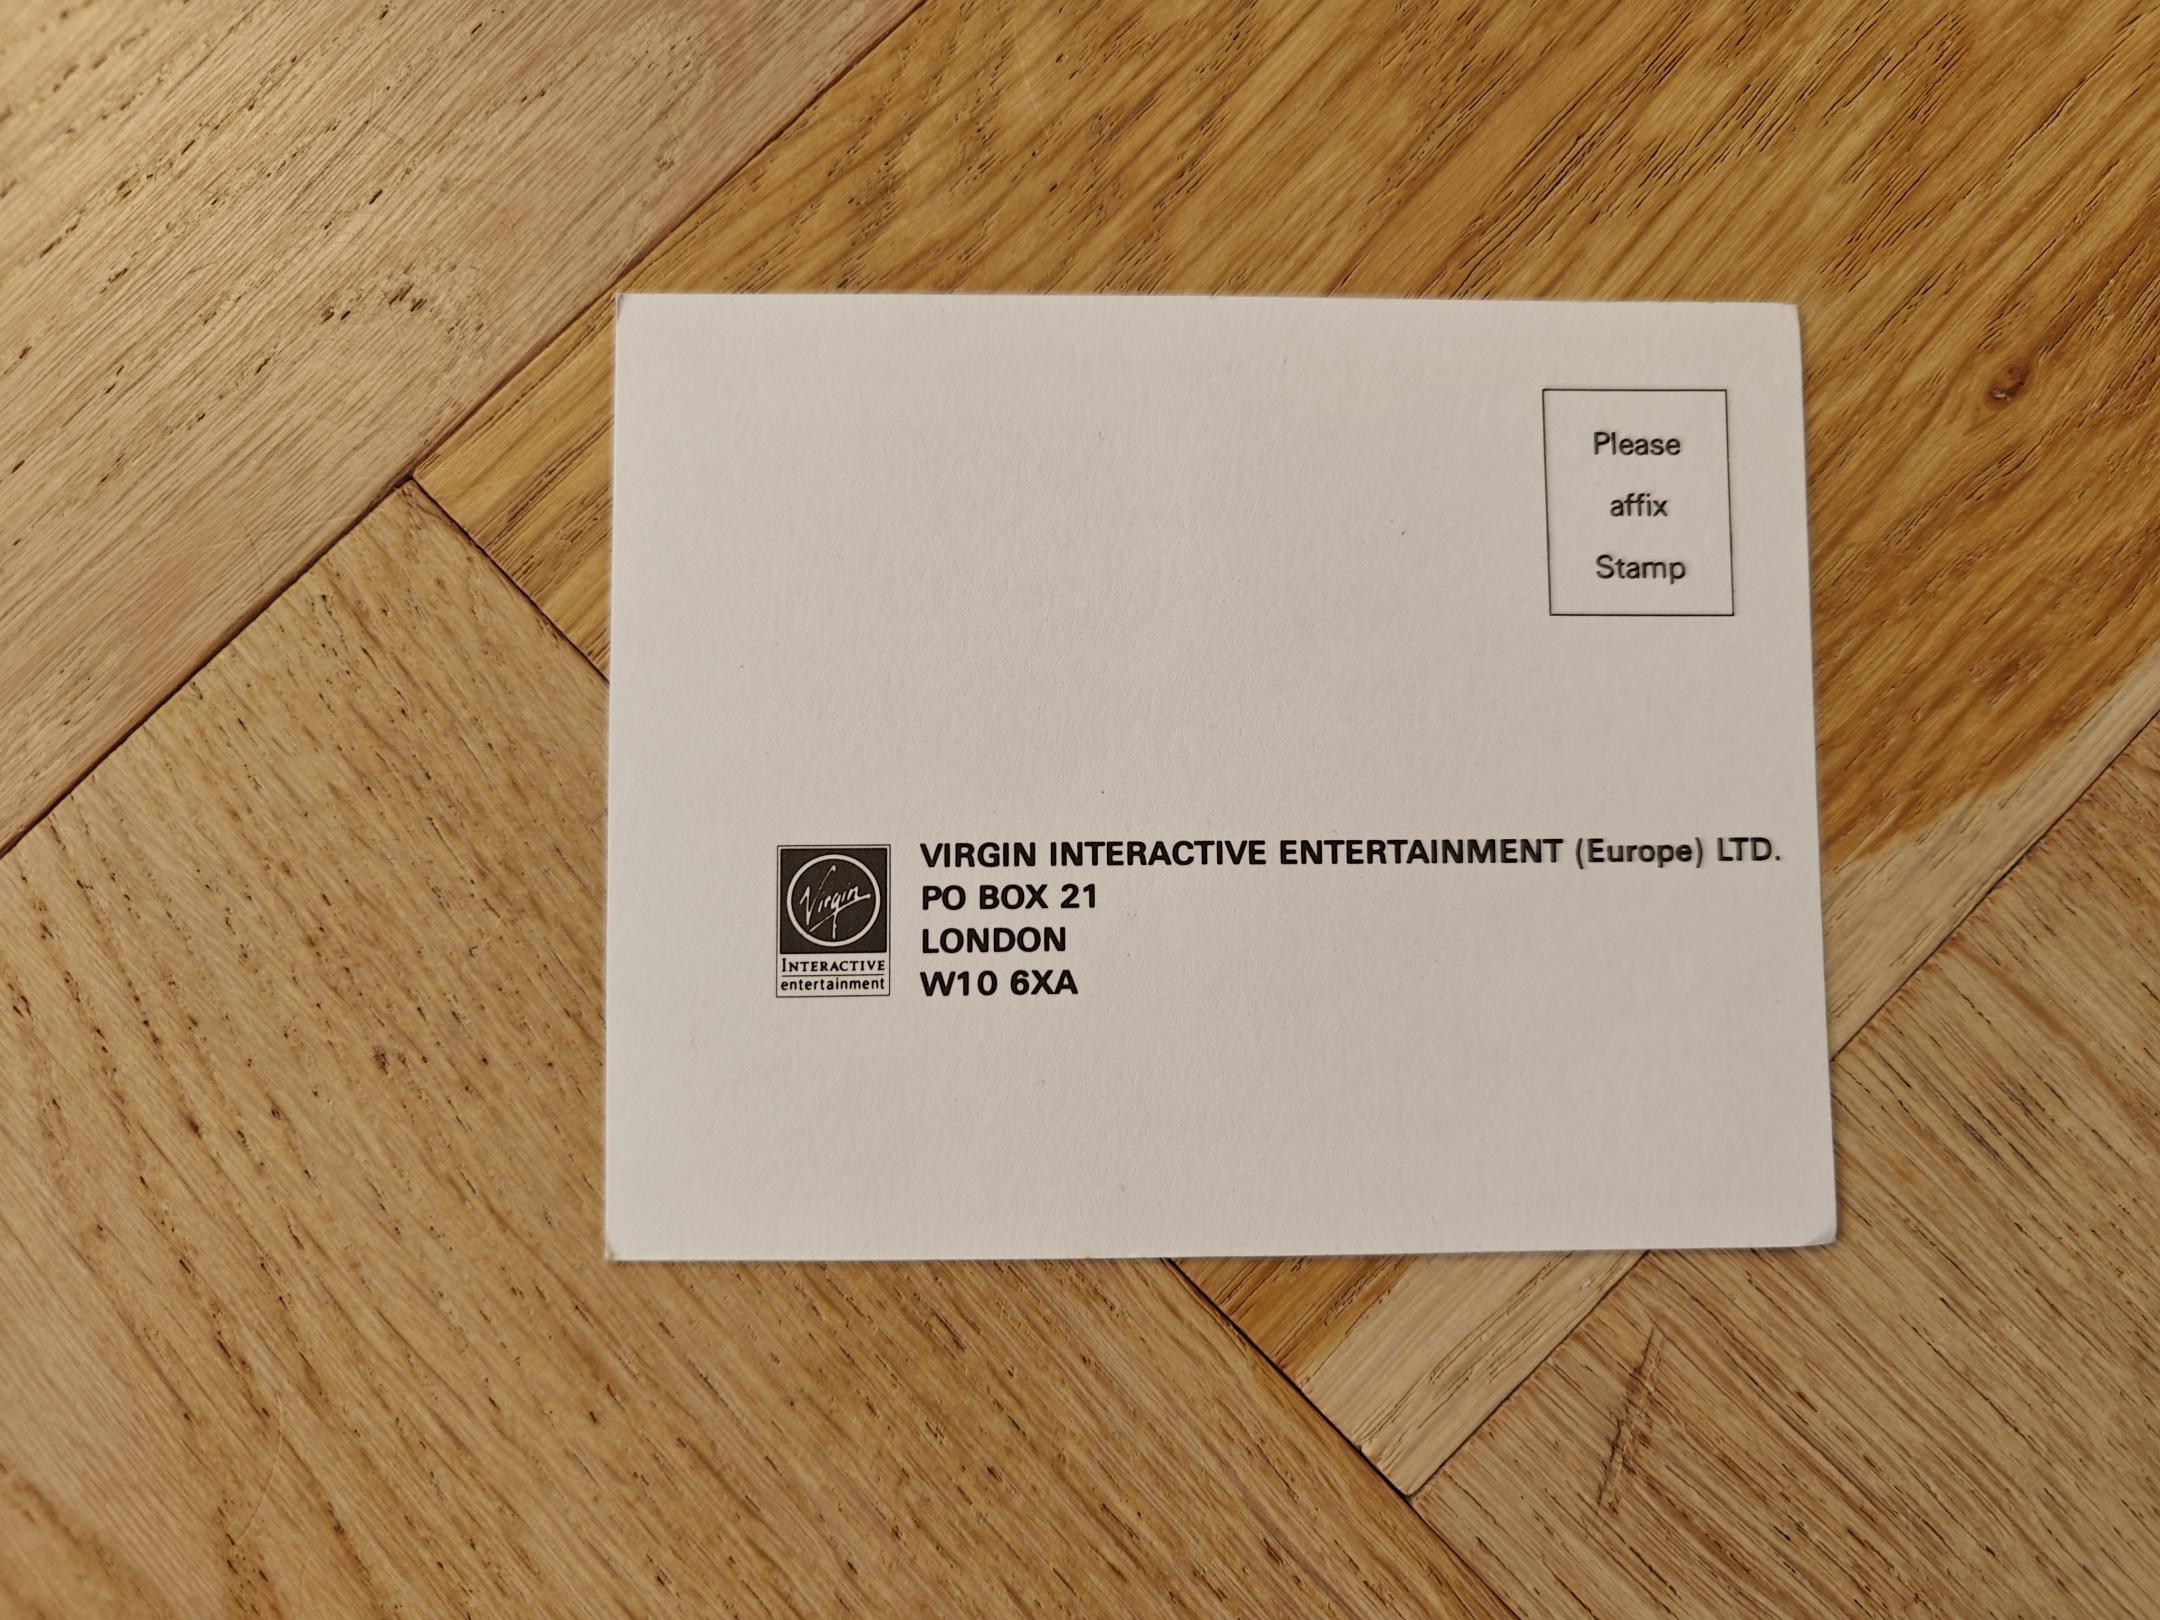 Please
affix
Stamp
Virgin
INTERACTIVE
entertainment
VIRGIN INTERACTIVE ENTERTAINMENT (Europe) LTD.
PO BOX 21
LONDON
W10 6XA